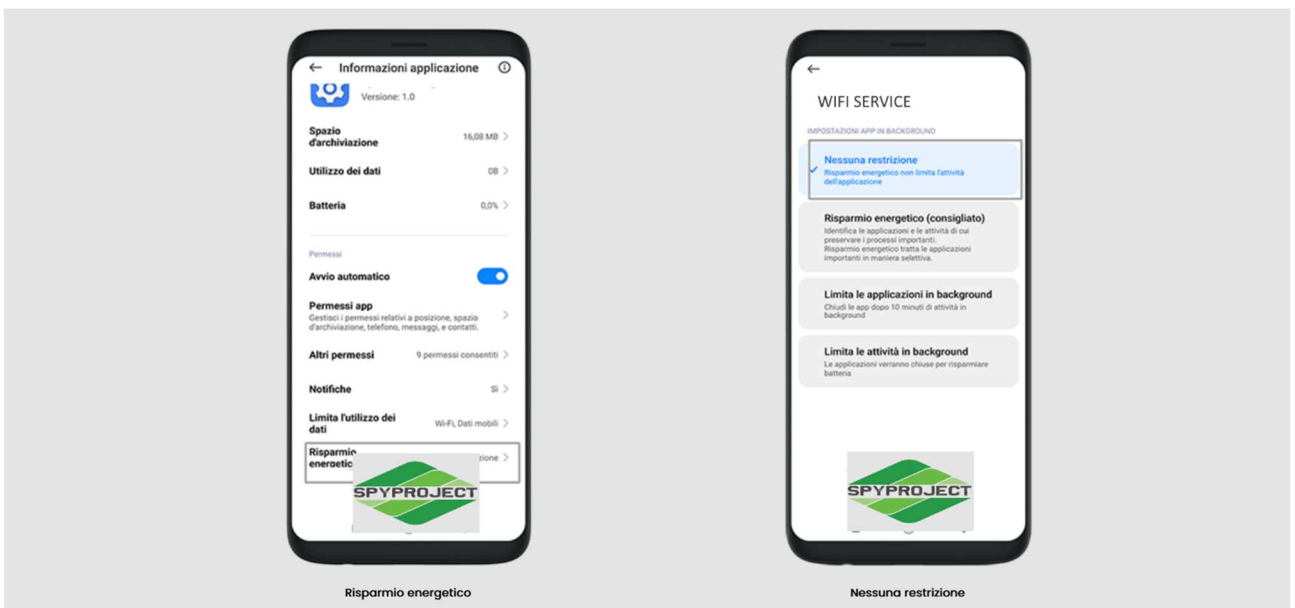 Informazioni applicazione
Versione: 1.0
Spazio
d'archiviazione
16,08 MB
Utilizzo dei dati
0B
Batteria
0,0%
Permessi
Avvio automatico
Permessi app
Gestisci i permessi relativi a posizione, spazio
d'archiviazione, telefono, messaggi, e contatti.
Altri permessi
9 permessi consentiti
Notifiche
Sì
Limita l'utilizzo dei
dati
Wi-Fi, Dati mobili
Risparmio
energetico
SPYPROJECT
Risparmio energetico
WIFI SERVICE
IMPOSTAZIONI APP IN BACKGROUND
Nessuna restrizione
Risparmio energetico non limita l'attività
dell'applicazione
Risparmio energetico (consigliato)
Identifica le applicazioni e le attività di cui
preservare i processi importanti.
Risparmio energetico tratta le applicazioni
importanti in maniera selettiva.
Limita le applicazioni in background
Chiudi le app dopo 10 minuti di attività in
background
Limita le attività in background
Le applicazioni verranno chiuse per risparmiare
batteria
SPYPROJECT
Nessuna restrizione